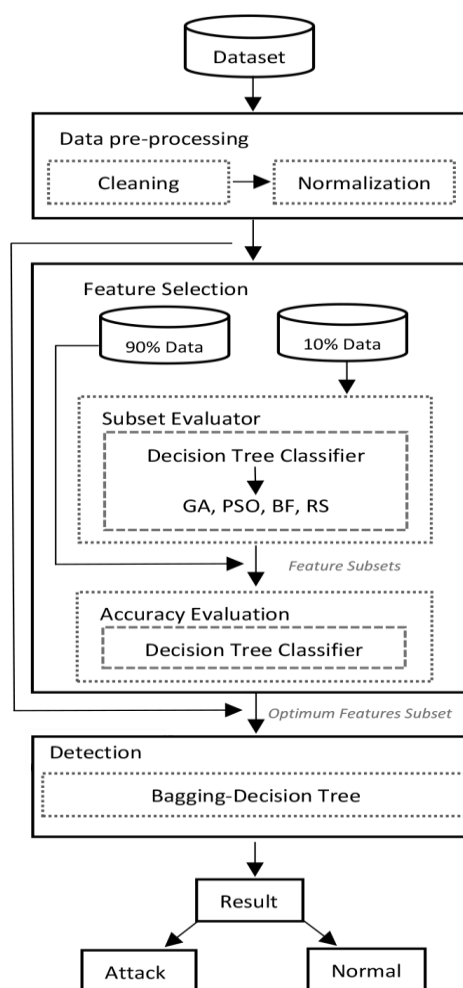 Dataset
Data pre-processing
Cleaning
Normalization
Feature Selection
90% Data
10% Data
Subset Evaluator
Decision Tree Classifier
GA, PSO, BF, RS
Feature Subsets
Accuracy Evaluation
Decision Tree Classifier
Optimum Features Subset
Detection
Bagging-Decision Tree
Result
Attack
Normal